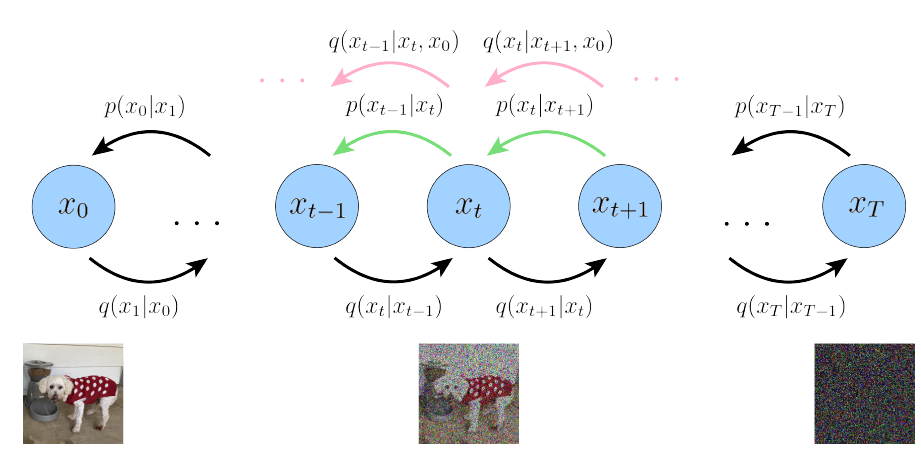 q(x_{t−1}|x_t, x_0) q(x_t|x_{t+1}, x_0)
. . . . . .
p(x_0|x_1) p(x_{t−1}|x_t) p(x_t|x_{t+1}) p(x_{T−1}|x_T)
x_0 . . . x_{t−1} x_t x_{t+1} . . . x_T
q(x_1|x_0) q(x_t|x_{t−1}) q(x_{t+1}|x_t) q(x_T|x_{T−1})